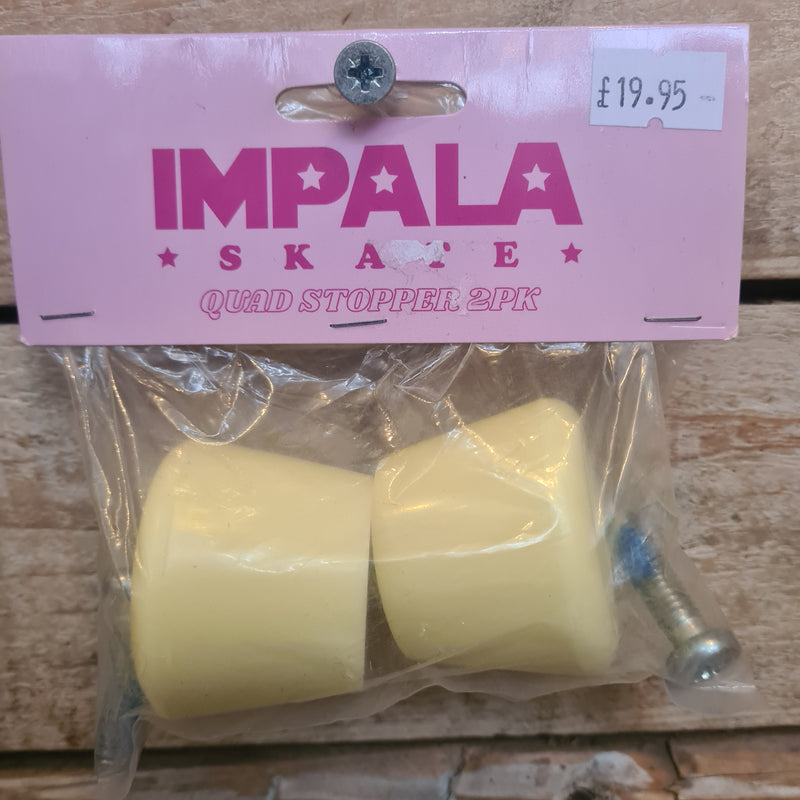 £19.95
IMPALA
SKATE
QUAD STOPPER 2PK